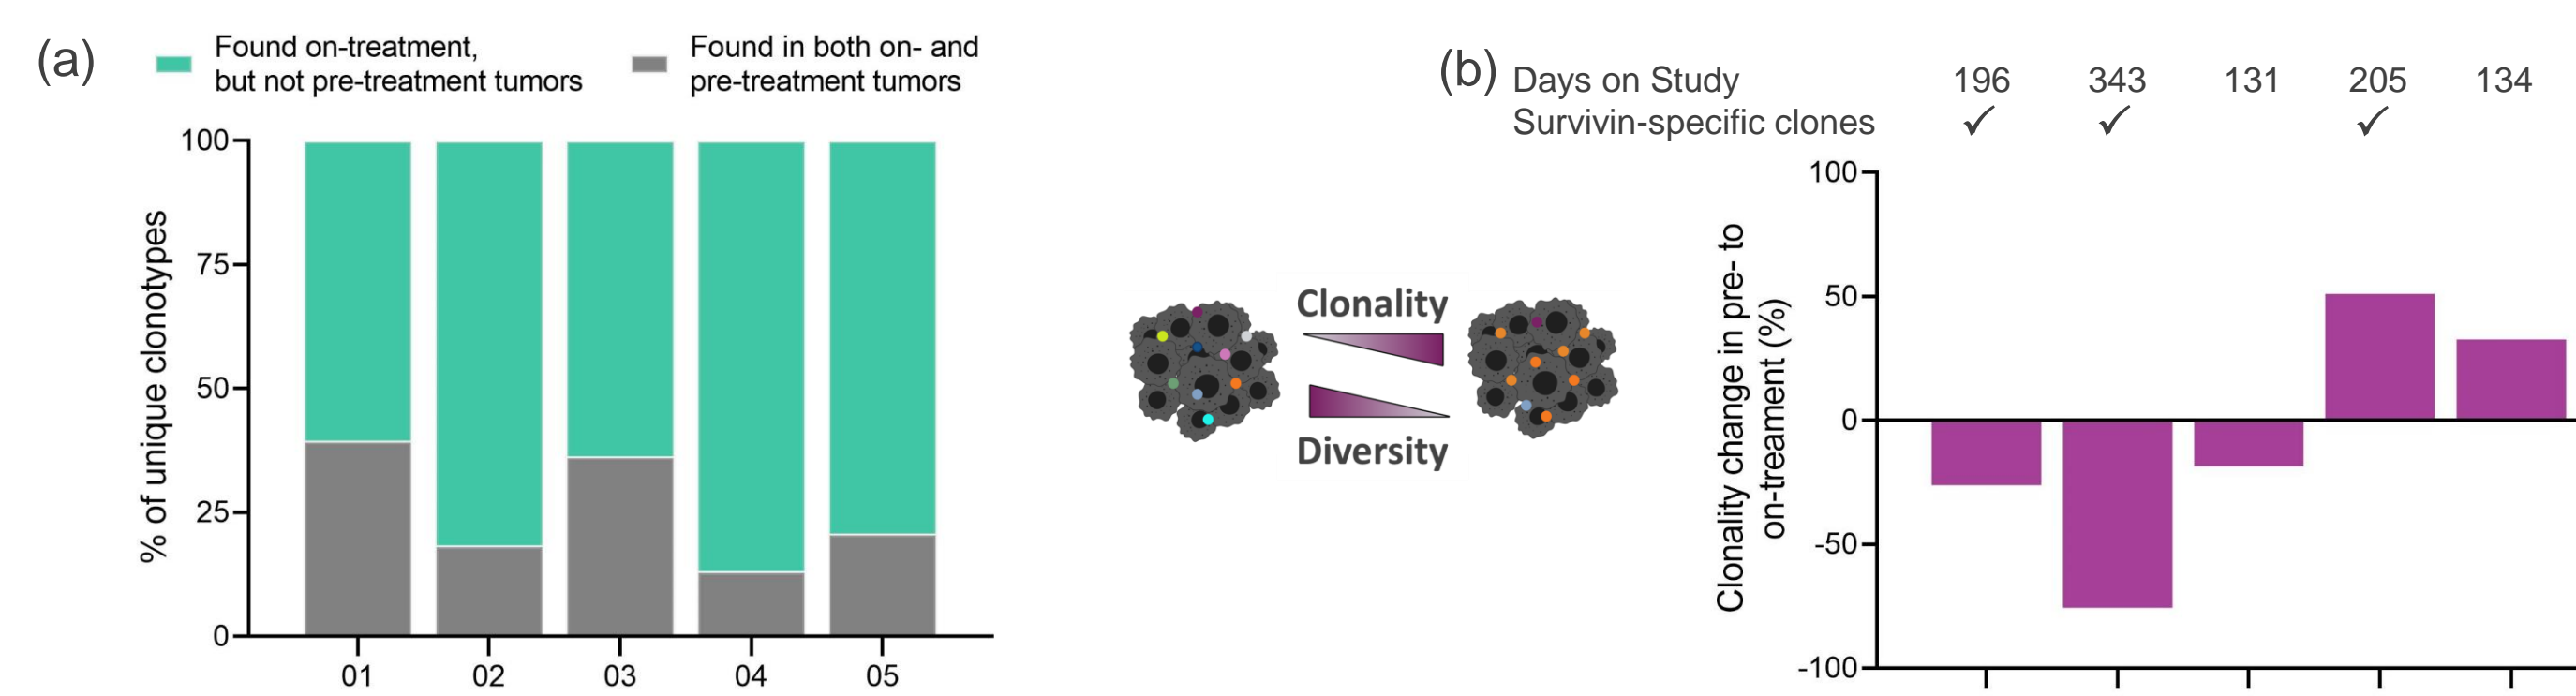 (a)
Found on-treatment,
but not pre-treatment tumors
Found in both on- and
pre-treatment tumors
% of unique clonotypes
100
75
50
25
0
01 02 03 04 05
(b)
Days on Study 196 343 131 205 134
Survivin-specific clones ✓ ✓ ✓
Clonality
Diversity
Clonality change in pre- to
on-treament (%)
100
50
0
-50
-100